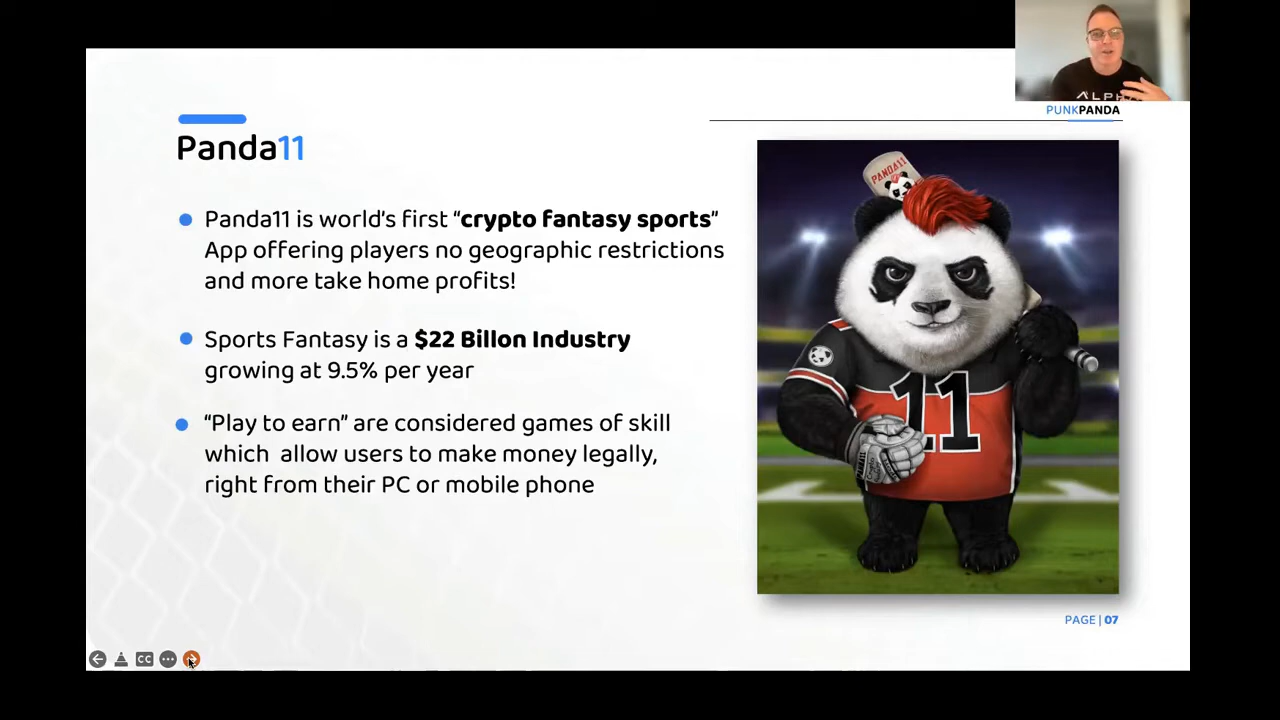 ALPHA
PUNKPANDA
Panda11
PANDA11
Panda11 is world's first “crypto fantasy sports”
App offering players no geographic restrictions
and more take home profits!
Sports Fantasy is a $22 Billon Industry
growing at 9.5% per year
“Play to earn” are considered games of skill
which allow users to make money legally,
right from their PC or mobile phone
11
PAGE | 07
CC